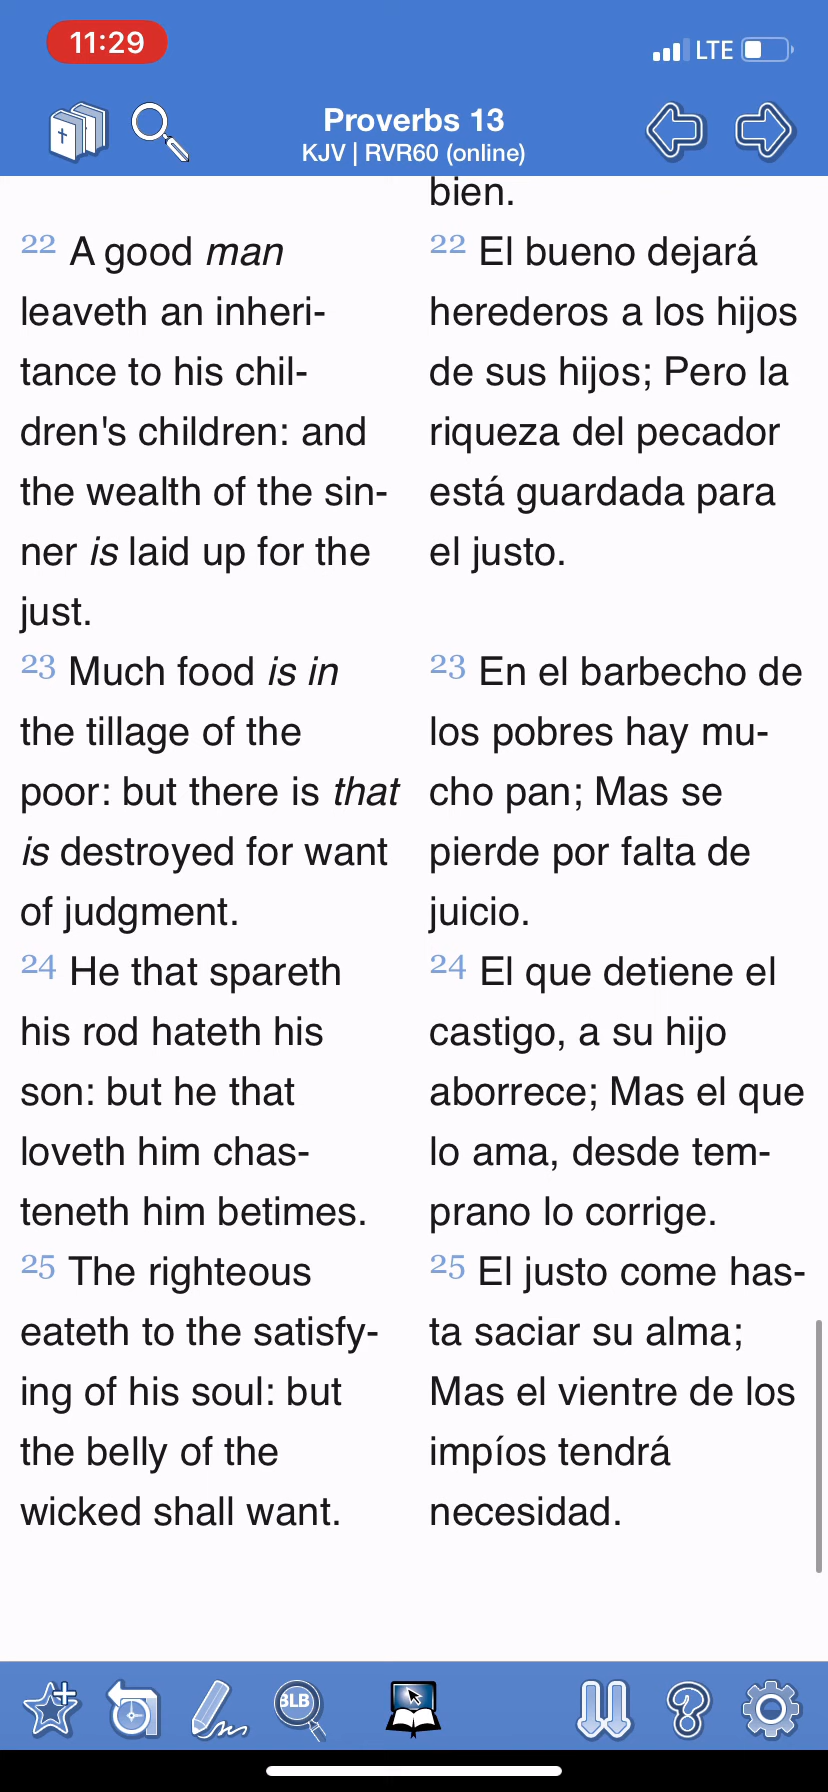 11:29
LTE
Proverbs 13
KJV | RVR60 (online)
22 A good man
leaveth an inheri-
tance to his chil-
dren's children: and
the wealth of the sin-
ner is laid up for the
just.
23 Much food is in
the tillage of the
poor: but there is that
is destroyed for want
of judgment.
24 He that spareth
his rod hateth his
son: but he that
loveth him chas-
teneth him betimes.
25 The righteous
eateth to the satisfy-
ing of his soul: but
the belly of the
wicked shall want.
bien.
22 El bueno dejará
herederos a los hijos
de sus hijos; Pero la
riqueza del pecador
está guardada para
el justo.
23 En el barbecho de
los pobres hay mu-
cho pan; Mas se
pierde por falta de
juicio.
24 El que detiene el
castigo, a su hijo
aborrece; Mas el que
lo ama, desde tem-
prano lo corrige.
25 El justo come has-
ta saciar su alma;
Mas el vientre de los
impíos tendrá
necesidad.
BLB